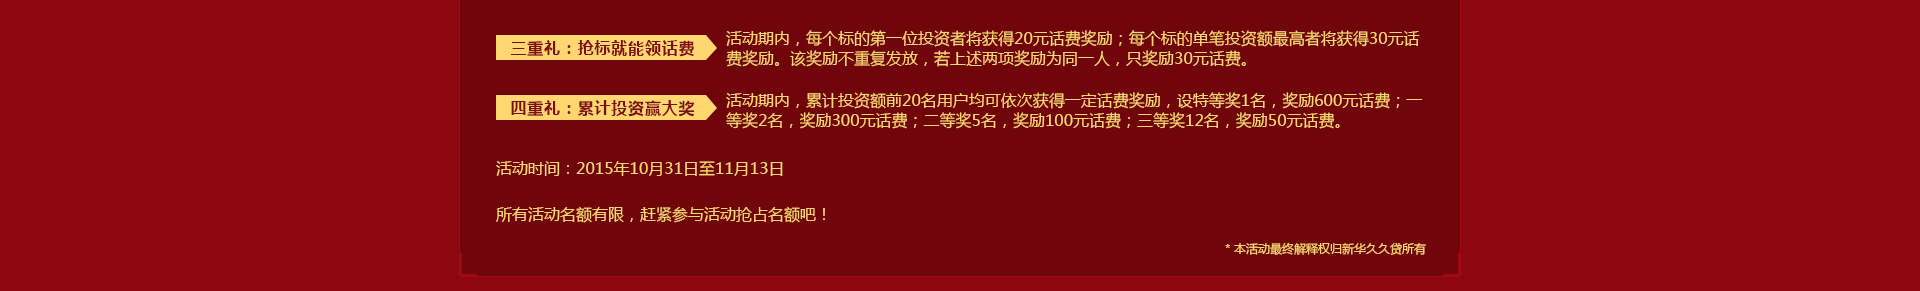 三重礼：抢标就能领话费
活动期内，每个标的第一位投资者将获得20元话费奖励；每个标的单笔投资额最高者将获得30元话
费奖励。该奖励不重复发放，若上述两项奖励为同一人，只奖励30元话费。
四重礼：累计投资赢大奖
活动期内，累计投资额前20名用户均可依次获得一定话费奖励，设特等奖1名，奖励600元话费；一
等奖2名，奖励300元话费；二等奖5名，奖励100元话费；三等奖12名，奖励50元话费。
活动时间：2015年10月31日至11月13日
所有活动名额有限，赶紧参与活动抢占名额吧！
* 本活动最终解释权归新华久久贷所有